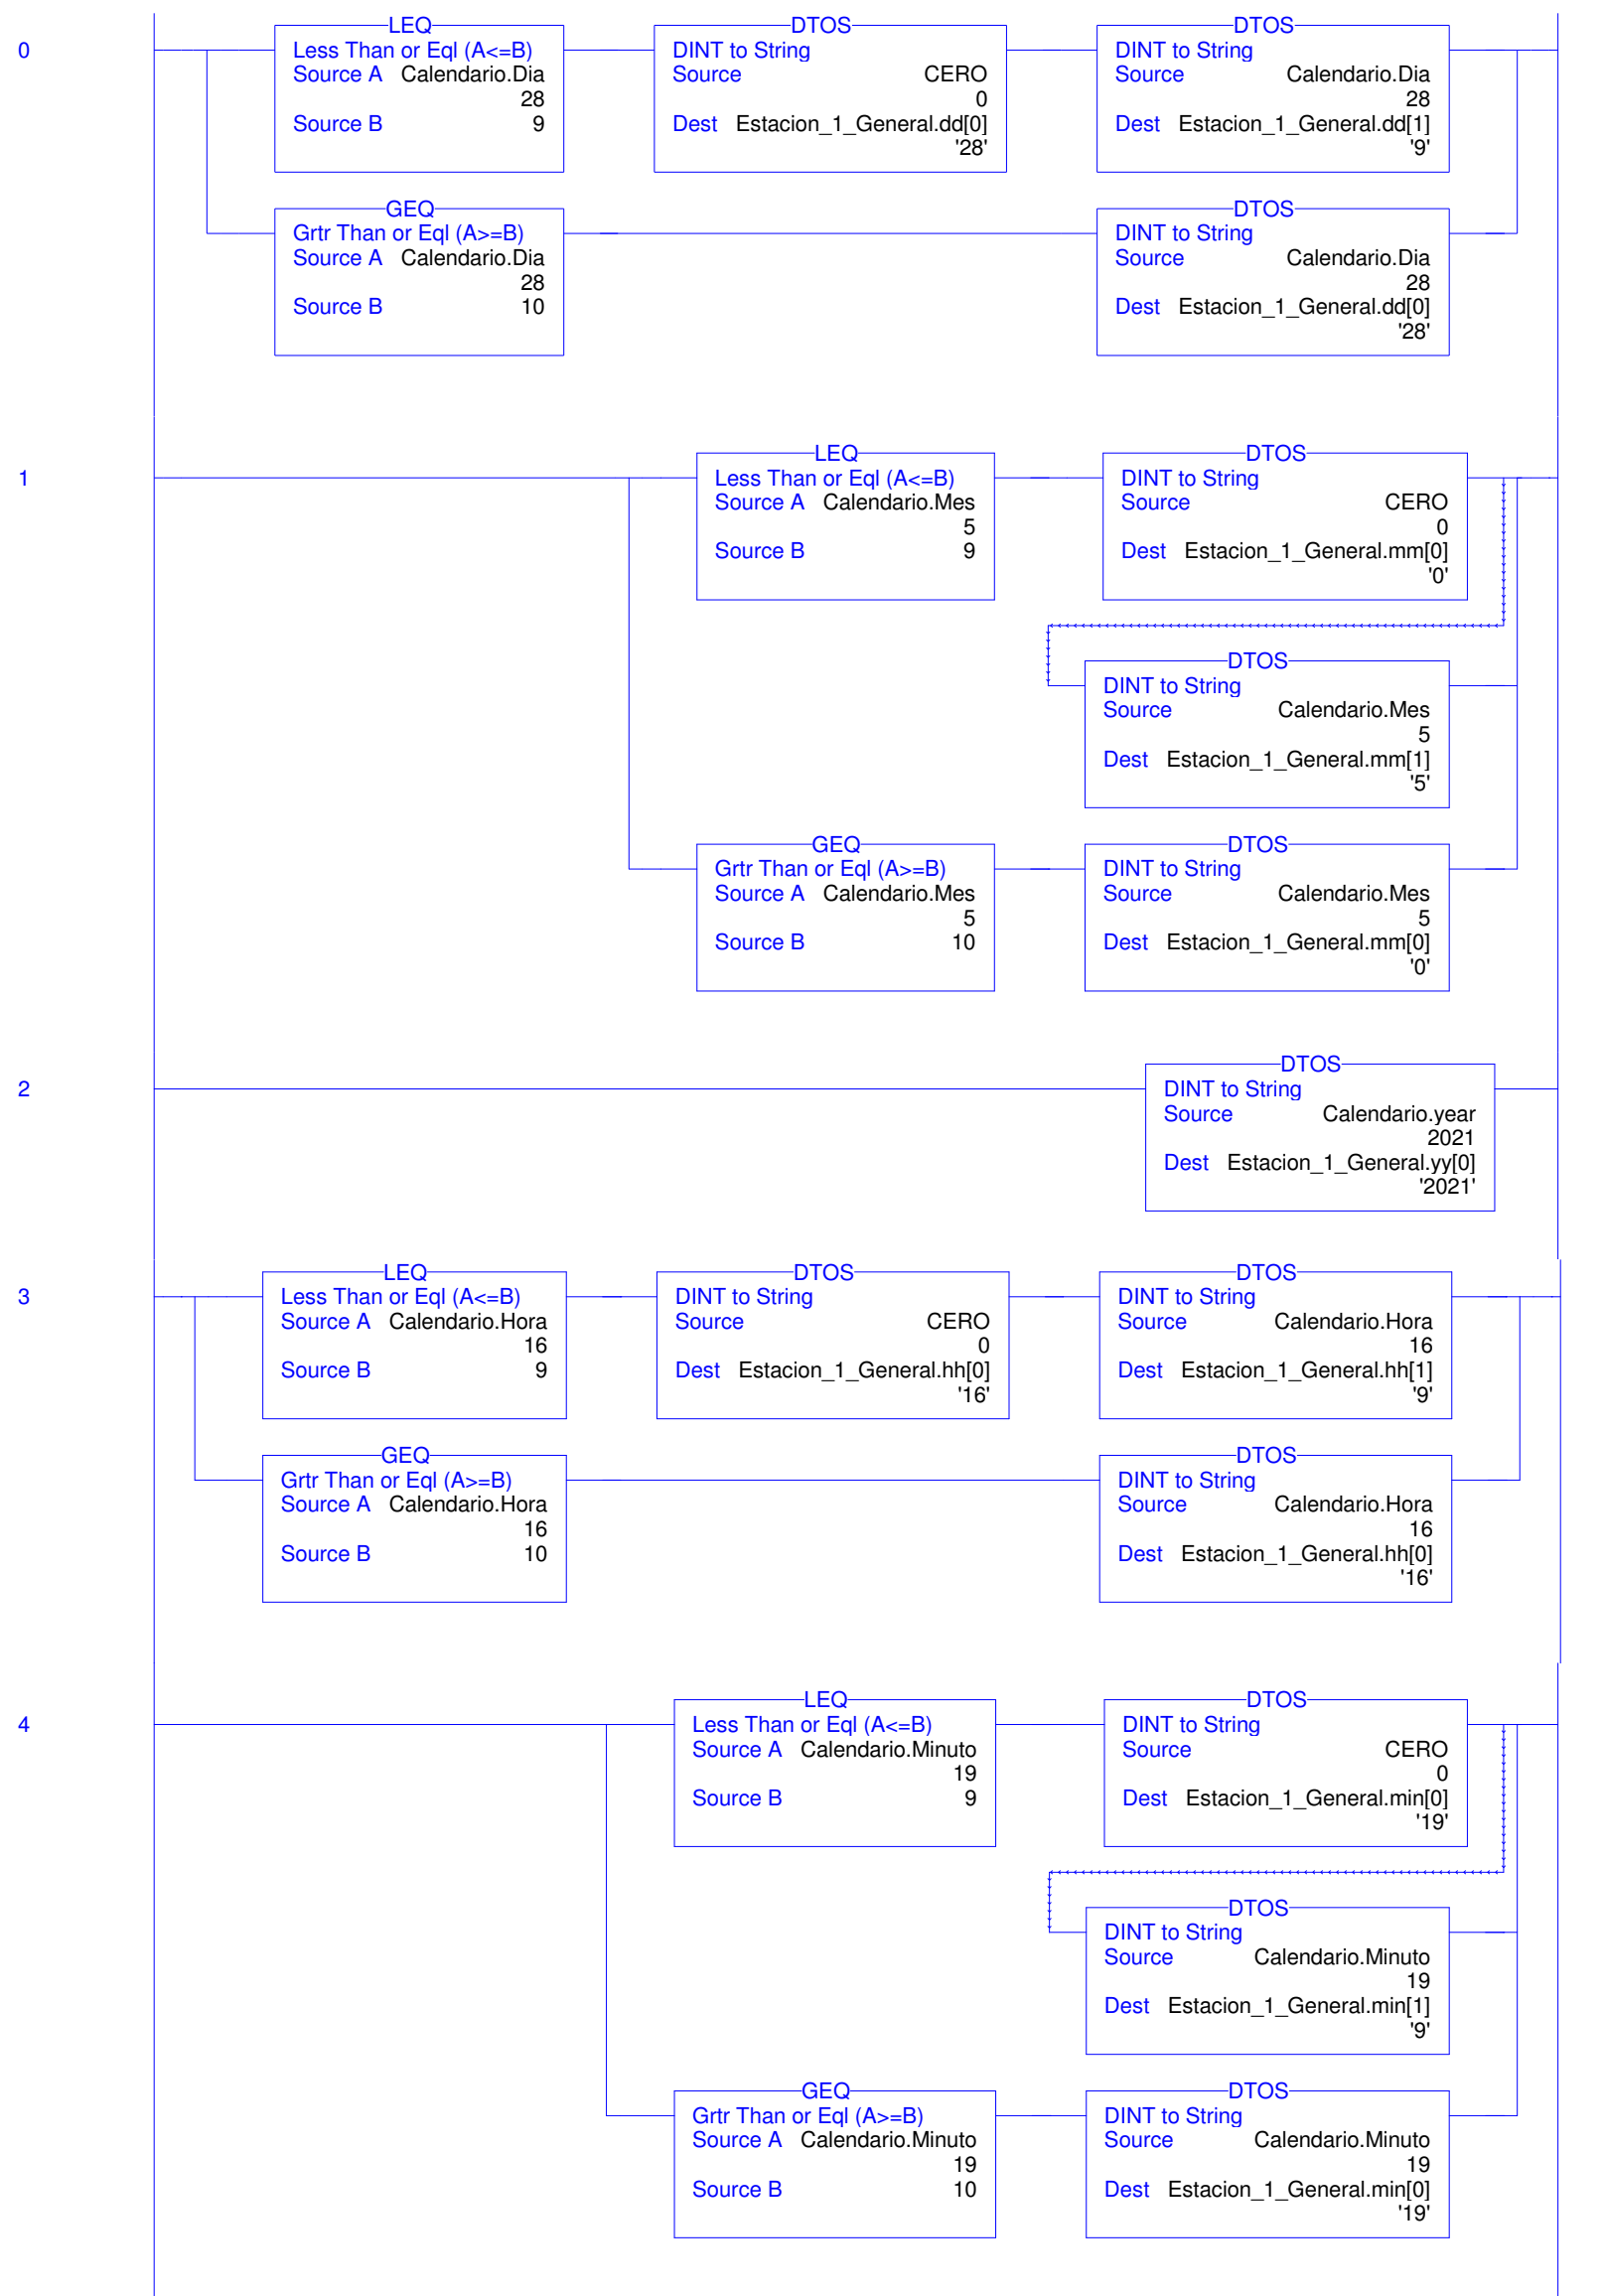 0
LEQ
Less Than or Eql (A<=B)
Source A Calendario.Dia
28
Source B 9
DTOS
DINT to String
Source CERO
0
Dest Estacion_1_General.dd[0]
'28'
DTOS
DINT to String
Source Calendario.Dia
28
Dest Estacion_1_General.dd[1]
'9'
GEQ
Grtr Than or Eql (A>=B)
Source A Calendario.Dia
28
Source B 10
DTOS
DINT to String
Source Calendario.Dia
28
Dest Estacion_1_General.dd[0]
'28'
1
LEQ
Less Than or Eql (A<=B)
Source A Calendario.Mes
5
Source B 9
DTOS
DINT to String
Source CERO
0
Dest Estacion_1_General.mm[0]
'0'
DTOS
DINT to String
Source Calendario.Mes
5
Dest Estacion_1_General.mm[1]
'5'
GEQ
Grtr Than or Eql (A>=B)
Source A Calendario.Mes
5
Source B 10
DTOS
DINT to String
Source Calendario.Mes
5
Dest Estacion_1_General.mm[0]
'0'
2
DTOS
DINT to String
Source Calendario.year
2021
Dest Estacion_1_General.yy[0]
'2021'
3
LEQ
Less Than or Eql (A<=B)
Source A Calendario.Hora
16
Source B 9
DTOS
DINT to String
Source CERO
0
Dest Estacion_1_General.hh[0]
'16'
DTOS
DINT to String
Source Calendario.Hora
16
Dest Estacion_1_General.hh[1]
'9'
GEQ
Grtr Than or Eql (A>=B)
Source A Calendario.Hora
16
Source B 10
DTOS
DINT to String
Source Calendario.Hora
16
Dest Estacion_1_General.hh[0]
'16'
4
LEQ
Less Than or Eql (A<=B)
Source A Calendario.Minuto
19
Source B 9
DTOS
DINT to String
Source CERO
0
Dest Estacion_1_General.min[0]
'19'
DTOS
DINT to String
Source Calendario.Minuto
19
Dest Estacion_1_General.min[1]
'9'
GEQ
Grtr Than or Eql (A>=B)
Source A Calendario.Minuto
19
Source B 10
DTOS
DINT to String
Source Calendario.Minuto
19
Dest Estacion_1_General.min[0]
'19'